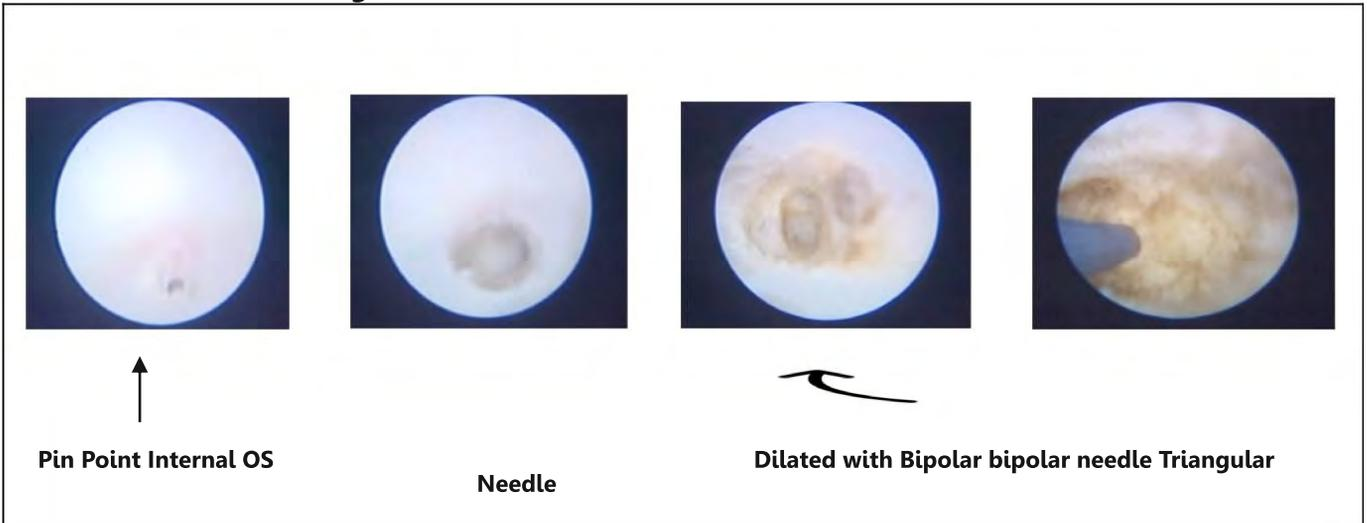 Pin Point Internal OS
Dilated with Bipolar bipolar needle Triangular
Needle